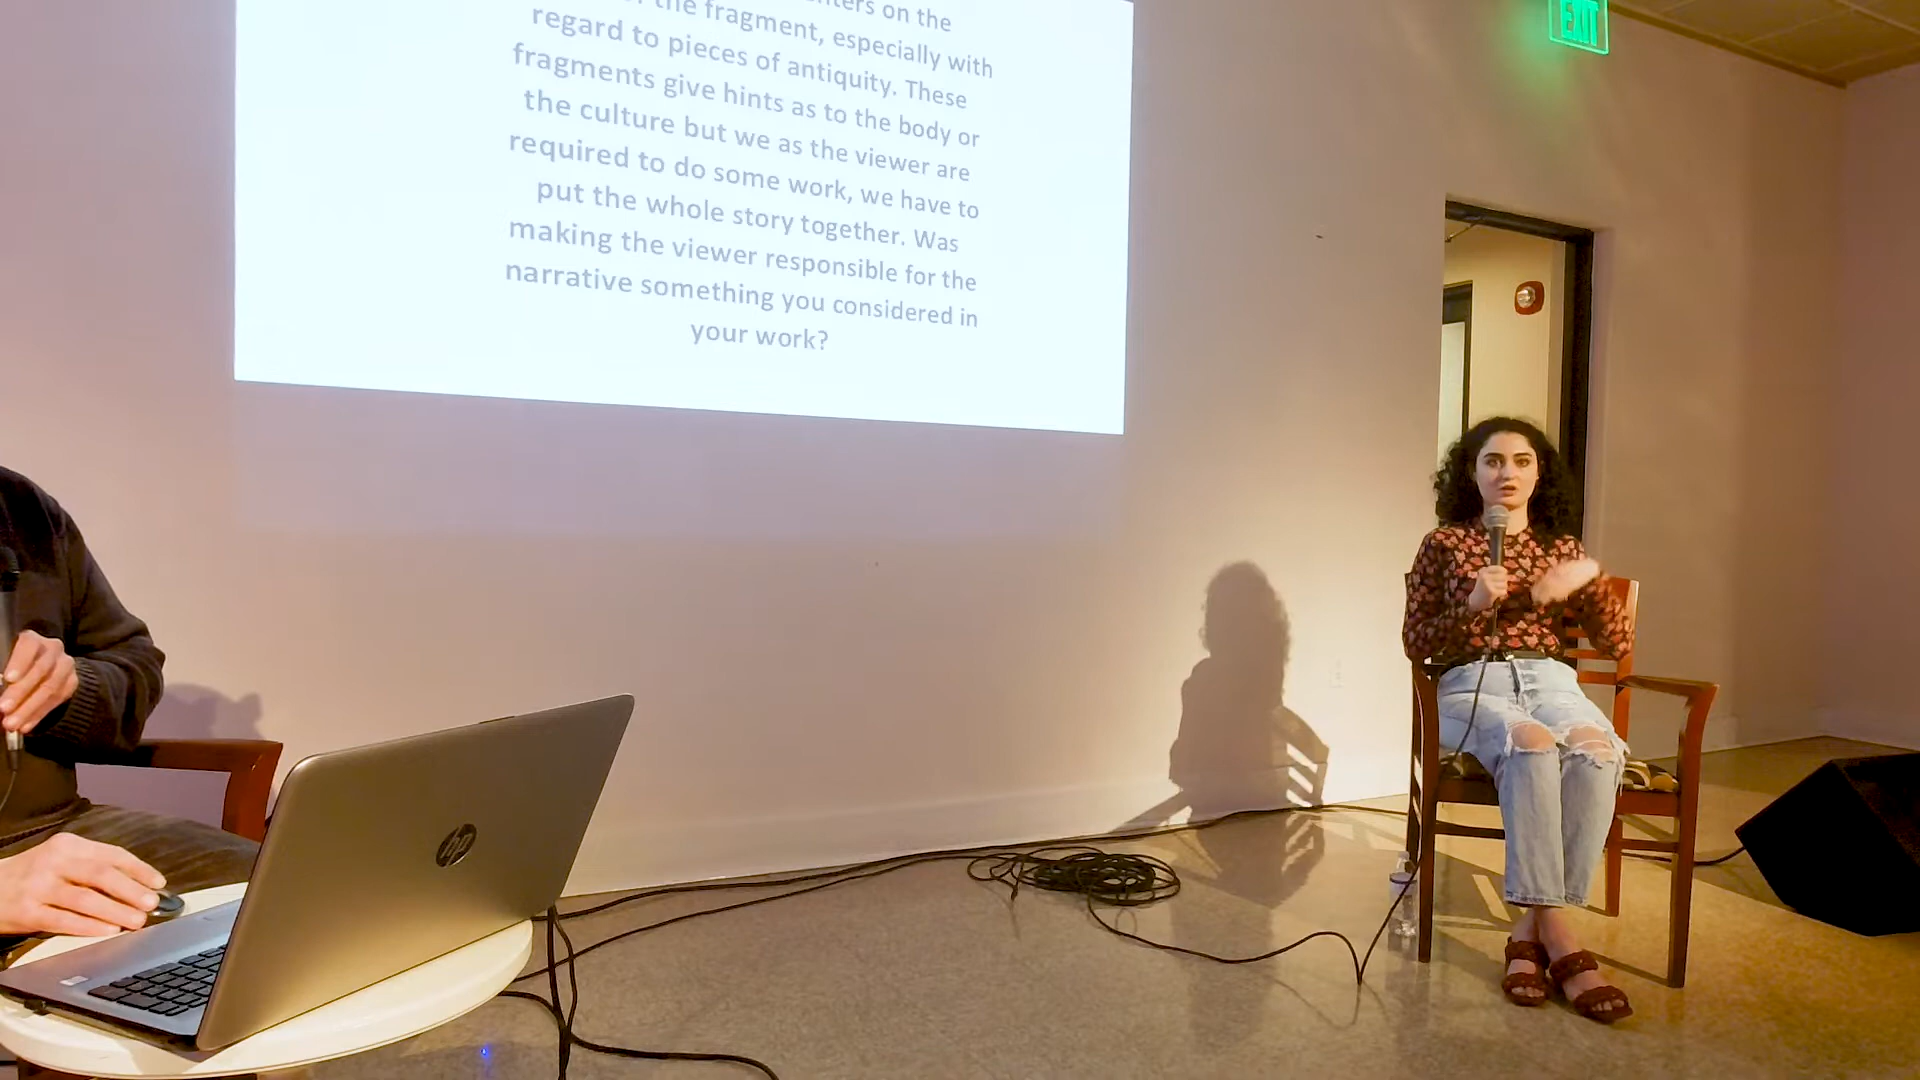 on the
the fragment, especially with
regard to pieces of antiquity. These
fragments give hints as to the body or
the culture but we as the viewer are
required to do some work, we have to
put the whole story together. Was
making the viewer responsible for the
narrative something you considered in
your work?
EXIT
hp